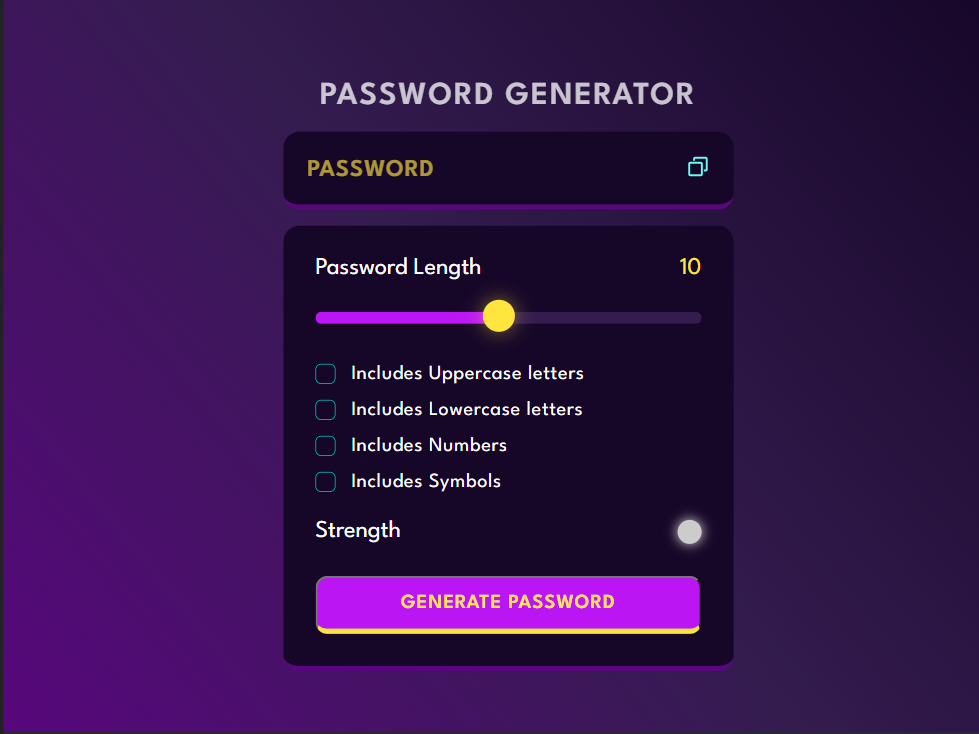 PASSWORD GENERATOR
PASSWORD
Password Length 10
Includes Uppercase letters
Includes Lowercase letters
Includes Numbers
Includes Symbols
Strength
GENERATE PASSWORD